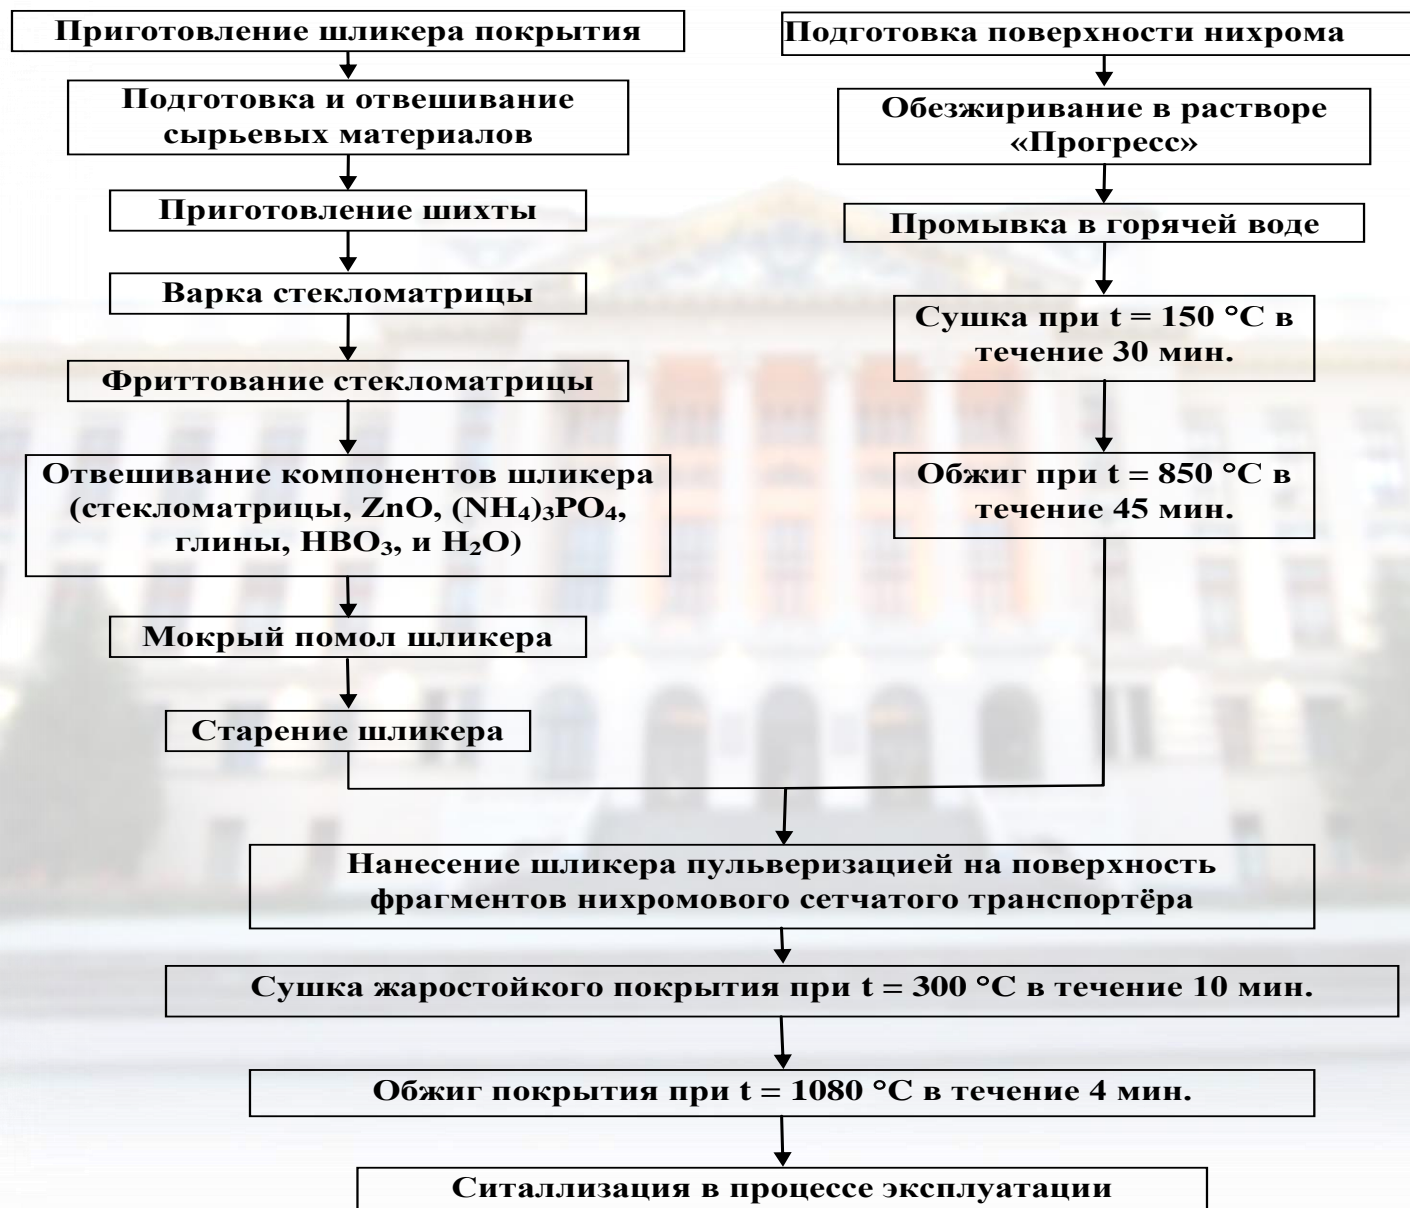 Приготовление шликера покрытия
Подготовка и отвешивание
сырьевых материалов
Приготовление шихты
Варка стекломатрицы
Фриттование стекломатрицы
Отвешивание компонентов шликера
(стекломатрицы, ZnO, (NH₄)₃PO₄,
глины, HBO₃, и H₂O)
Мокрый помол шликера
Старение шликера
Подготовка поверхности нихрома
Обезжиривание в растворе
«Прогресс»
Промывка в горячей воде
Сушка при t = 150 °C в
течение 30 мин.
Обжиг при t = 850 °C в
течение 45 мин.
Нанесение шликера пульверизацией на поверхность
фрагментов нихромового сетчатого транспортёра
Сушка жаростойкого покрытия при t = 300 °C в течение 10 мин.
Обжиг покрытия при t = 1080 °C в течение 4 мин.
Ситаллизация в процессе эксплуатации